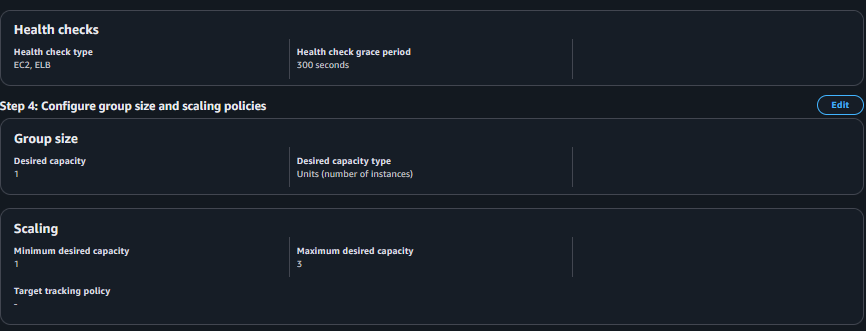 Health checks
Health check type
EC2, ELB
Health check grace period
300 seconds
Step 4: Configure group size and scaling policies
Edit
Group size
Desired capacity
1
Desired capacity type
Units (number of instances)
Scaling
Minimum desired capacity
1
Maximum desired capacity
3
Target tracking policy
-